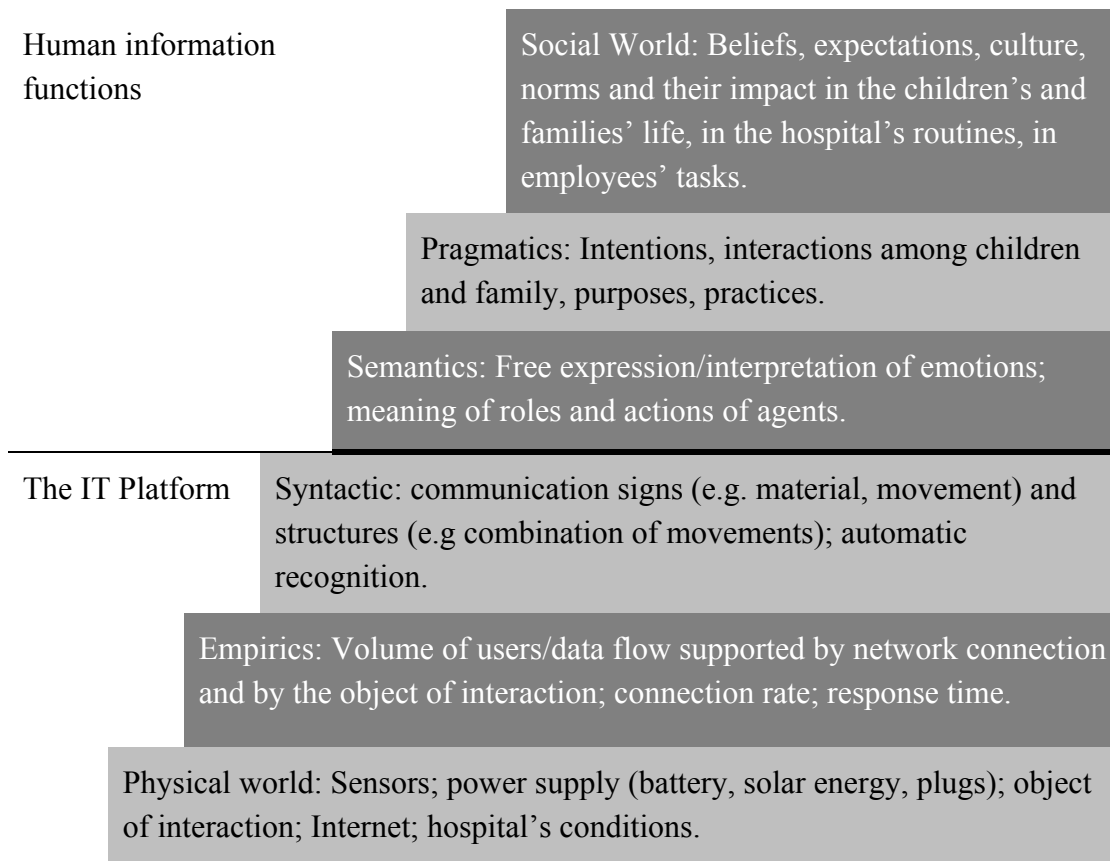 Human information
functions
Social World: Beliefs, expectations, culture,
norms and their impact in the children’s and
families’ life, in the hospital’s routines, in
employees’ tasks.
Pragmatics: Intentions, interactions among children
and family, purposes, practices.
Semantics: Free expression/interpretation of emotions;
meaning of roles and actions of agents.
The IT Platform
Syntactic: communication signs (e.g. material, movement) and
structures (e.g combination of movements); automatic
recognition.
Empirics: Volume of users/data flow supported by network connection
and by the object of interaction; connection rate; response time.
Physical world: Sensors; power supply (battery, solar energy, plugs); object
of interaction; Internet; hospital’s conditions.